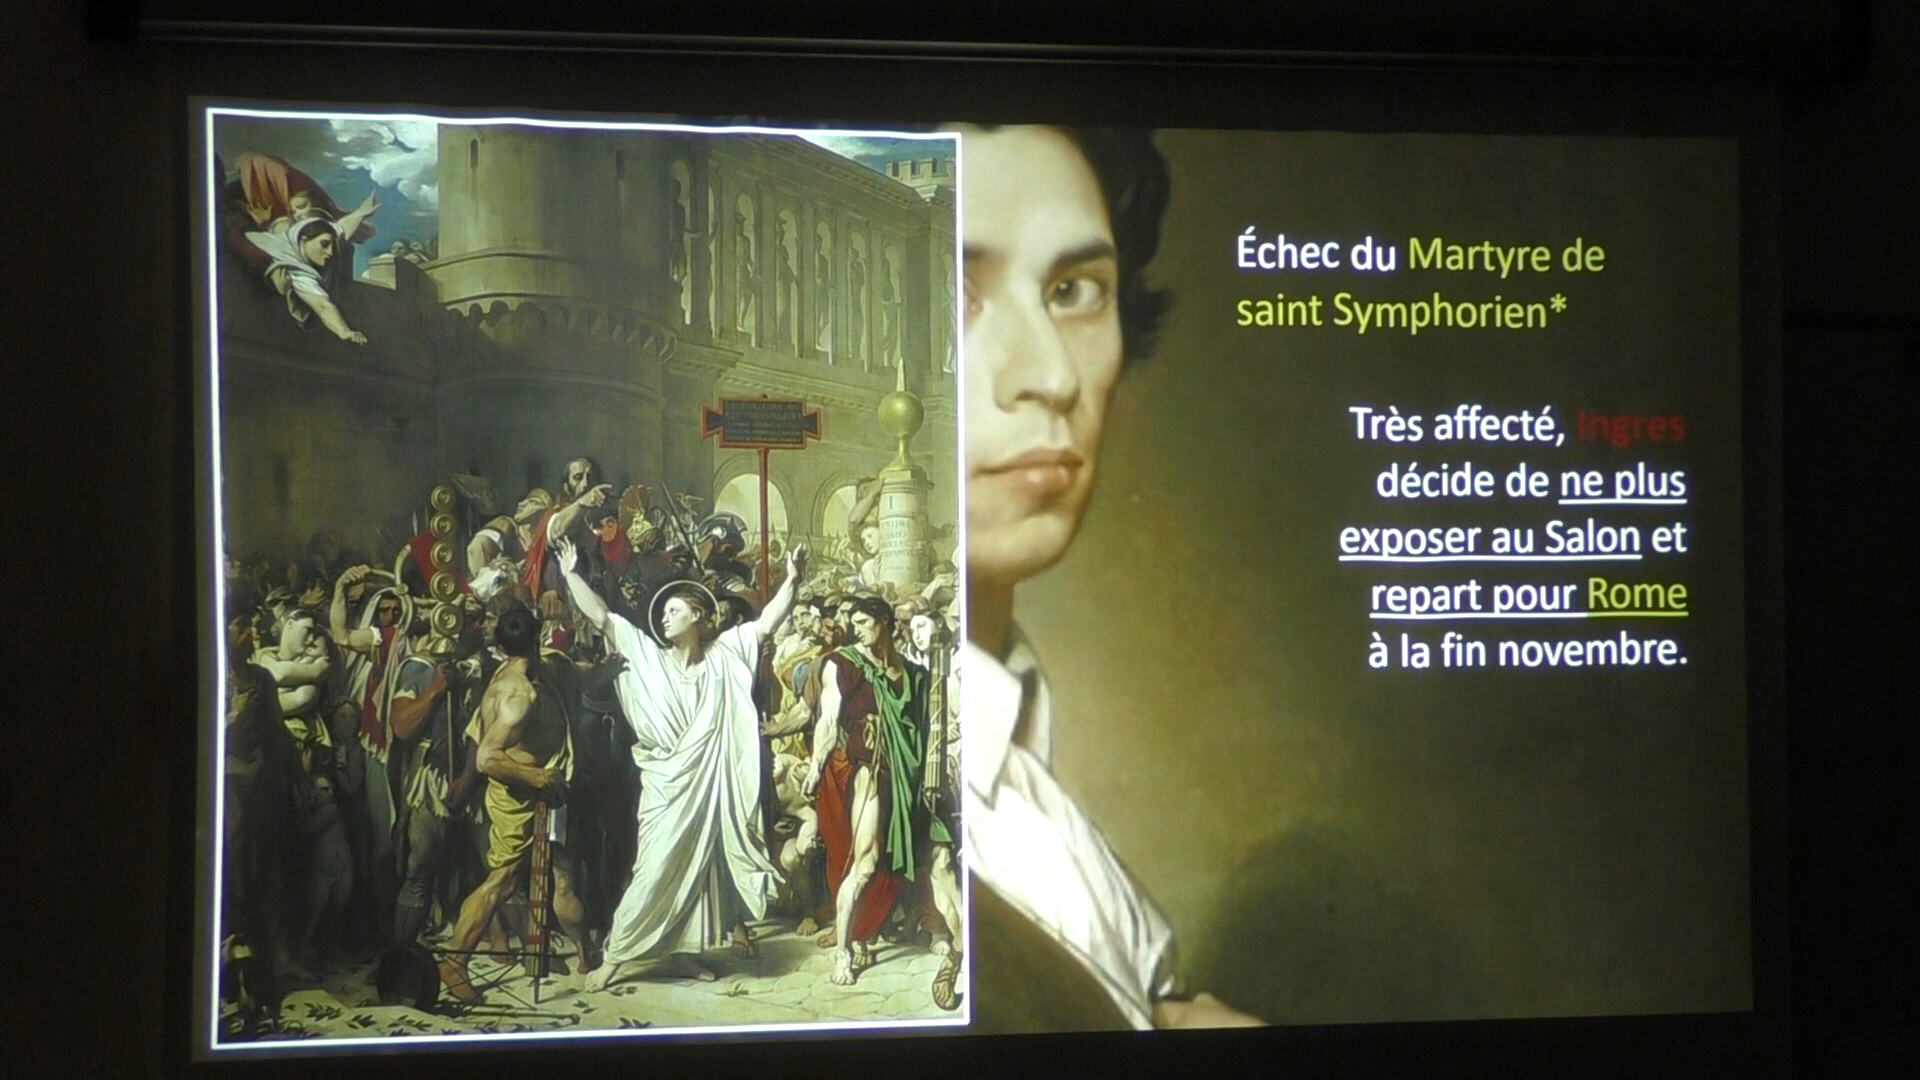 Échec du Martyre de
saint Symphorien*
Très affecté, Ingres
décide de ne plus
exposer au Salon et
repart pour Rome
à la fin novembre.